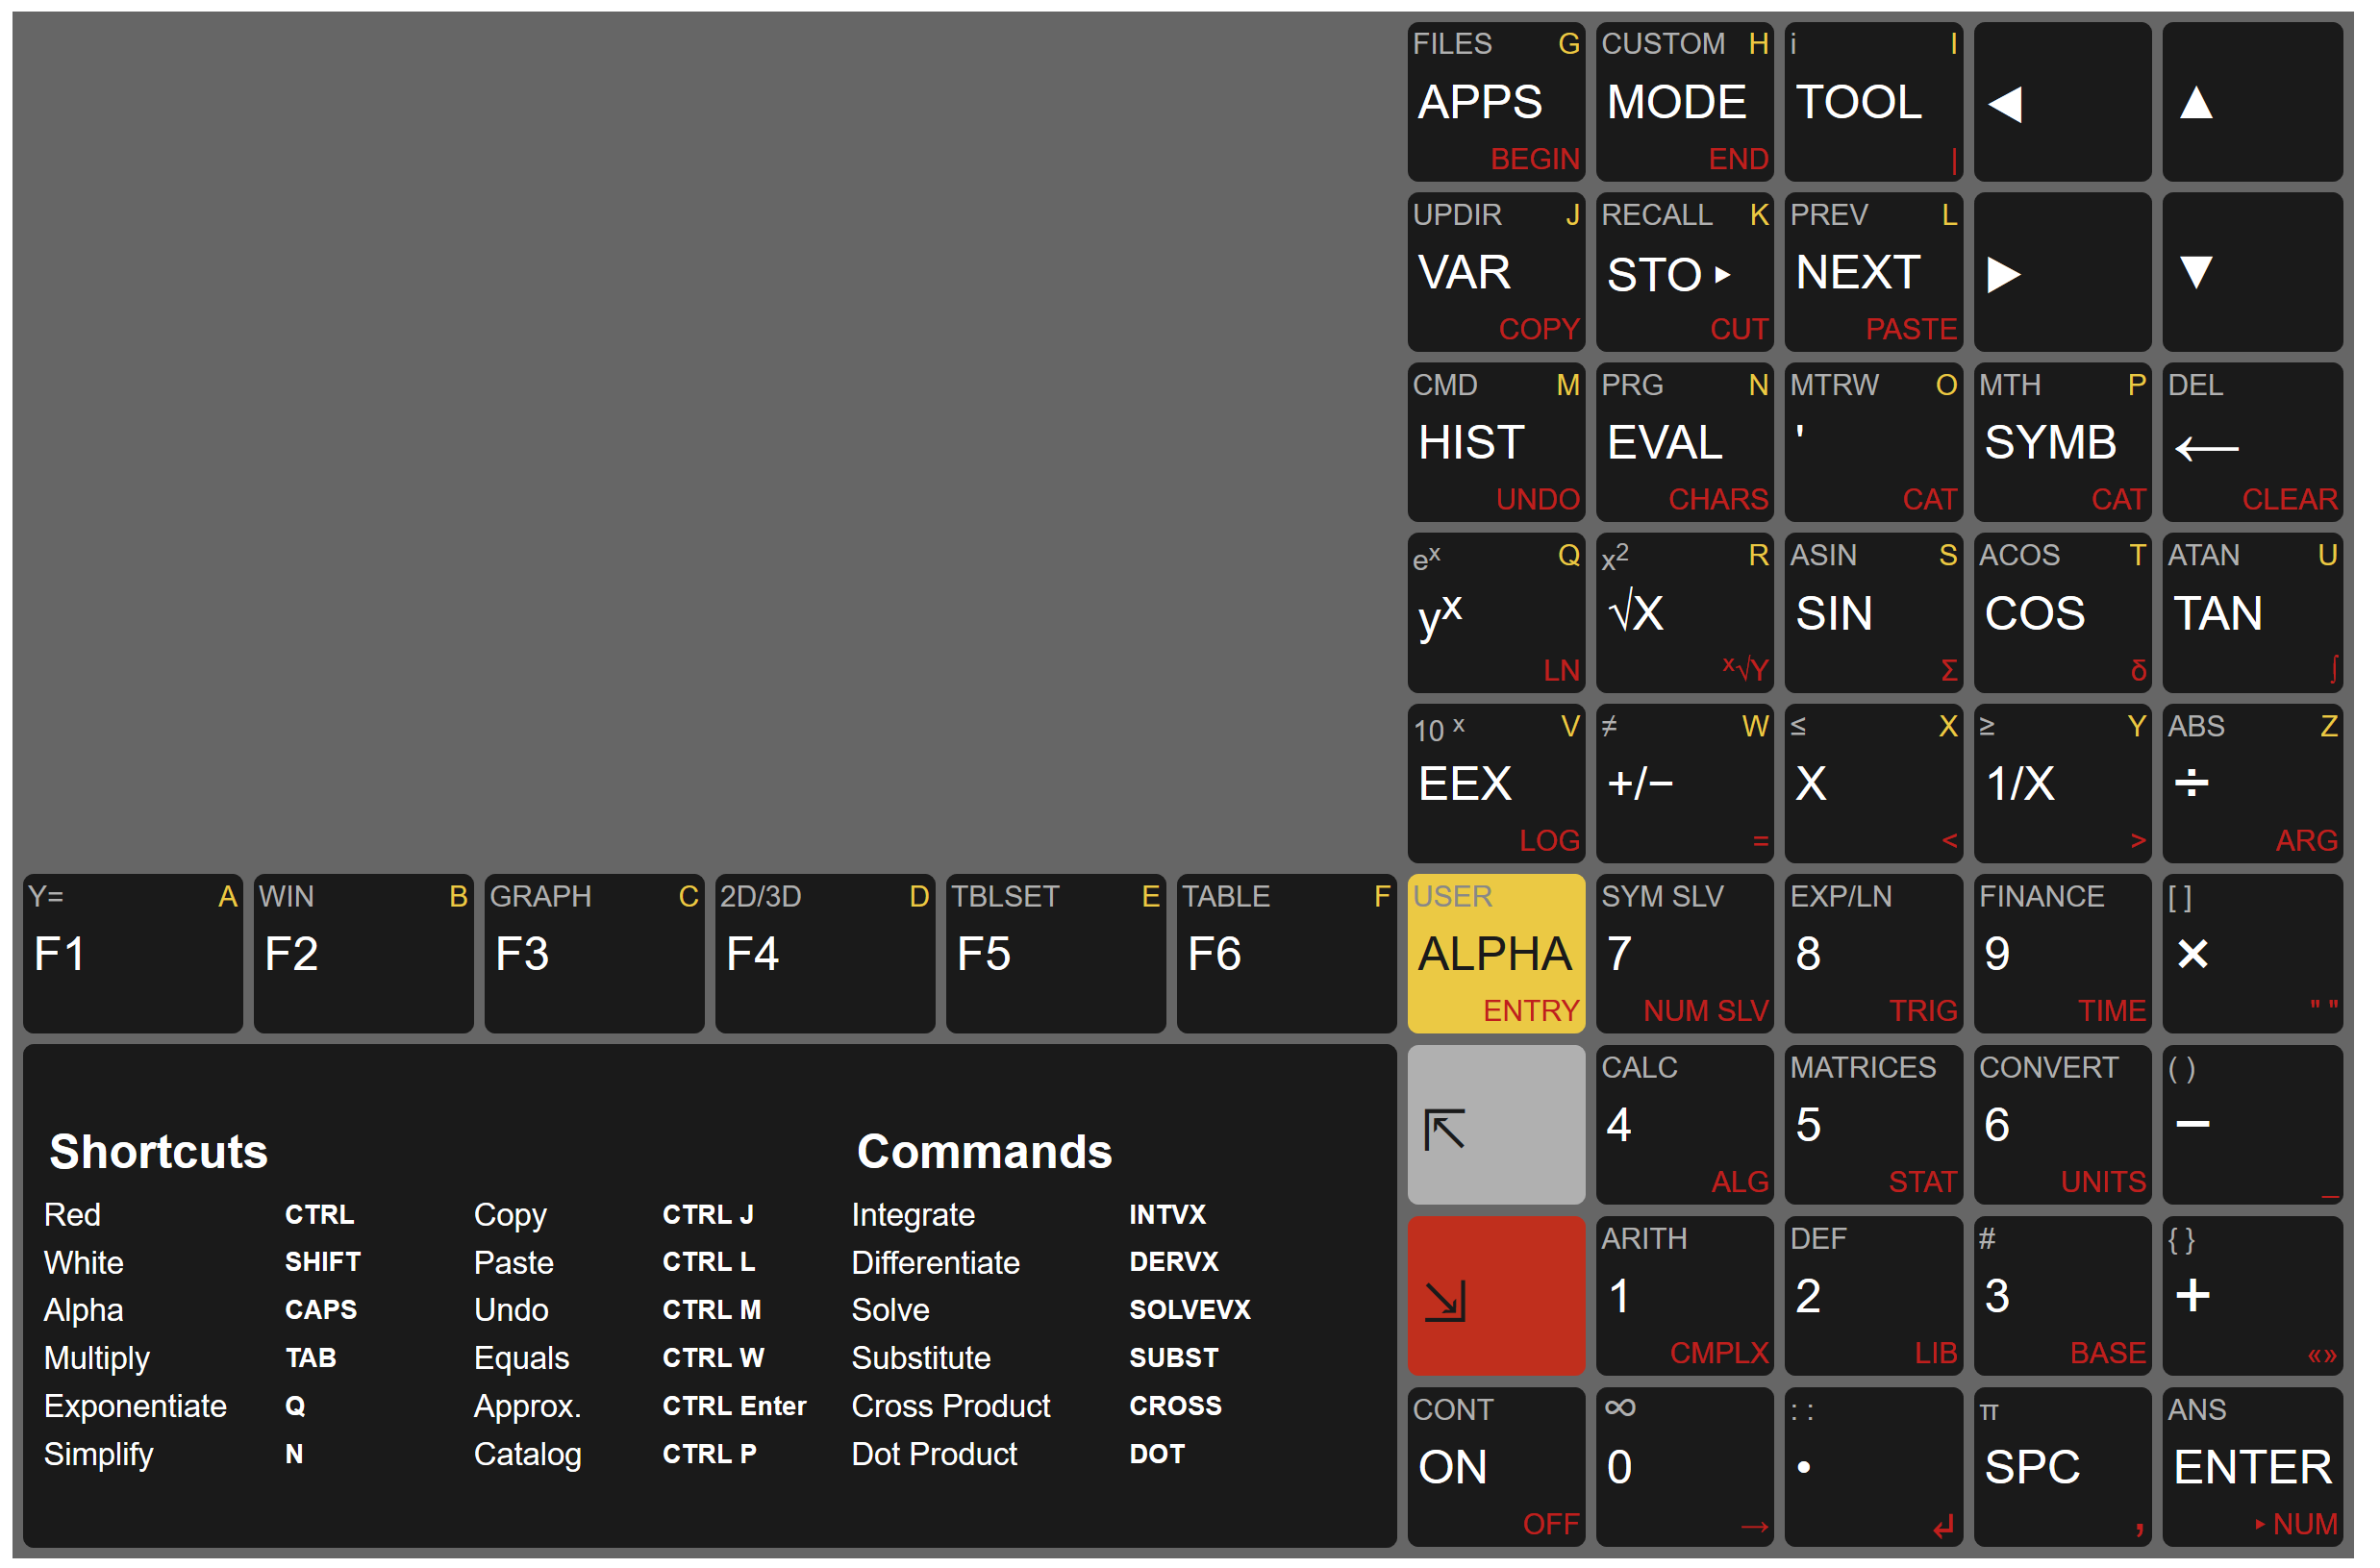 FILES G CUSTOM H i I
APPS MODE TOOL ◀ ▲
BEGIN END |
UPDIR J RECALL K PREV L
VAR STO ▸ NEXT ▶ ▼
COPY CUT PASTE
CMD M PRG N MTRW O MTH P DEL
HIST EVAL ' SYMB ←
UNDO CHARS CAT CAT CLEAR
eˣ Q x² R ASIN S ACOS T ATAN U
yˣ √X SIN COS TAN
LN ˣ√Y Σ δ ∫
10 ˣ V ≠ W ≤ X ≥ Y ABS Z
EEX +/− X 1/X ÷
LOG = < > ARG
Y= A WIN B GRAPH C 2D/3D D TBLSET E TABLE F USER SYM SLV EXP/LN FINANCE [ ]
F1 F2 F3 F4 F5 F6 ALPHA 7 8 9 ×
ENTRY NUM SLV TRIG TIME " "
CALC MATRICES CONVERT ( )
⇱ 4 5 6 −
ALG STAT UNITS _
ARITH DEF # { }
⇲ 1 2 3 +
CMPLX LIB BASE «»
CONT ∞ : : π ANS
ON 0 • SPC ENTER
OFF → ↲ , ▸ NUM
Shortcuts Commands
Red CTRL Copy CTRL J Integrate INTVX
White SHIFT Paste CTRL L Differentiate DERVX
Alpha CAPS Undo CTRL M Solve SOLVEVX
Multiply TAB Equals CTRL W Substitute SUBST
Exponentiate Q Approx. CTRL Enter Cross Product CROSS
Simplify N Catalog CTRL P Dot Product DOT